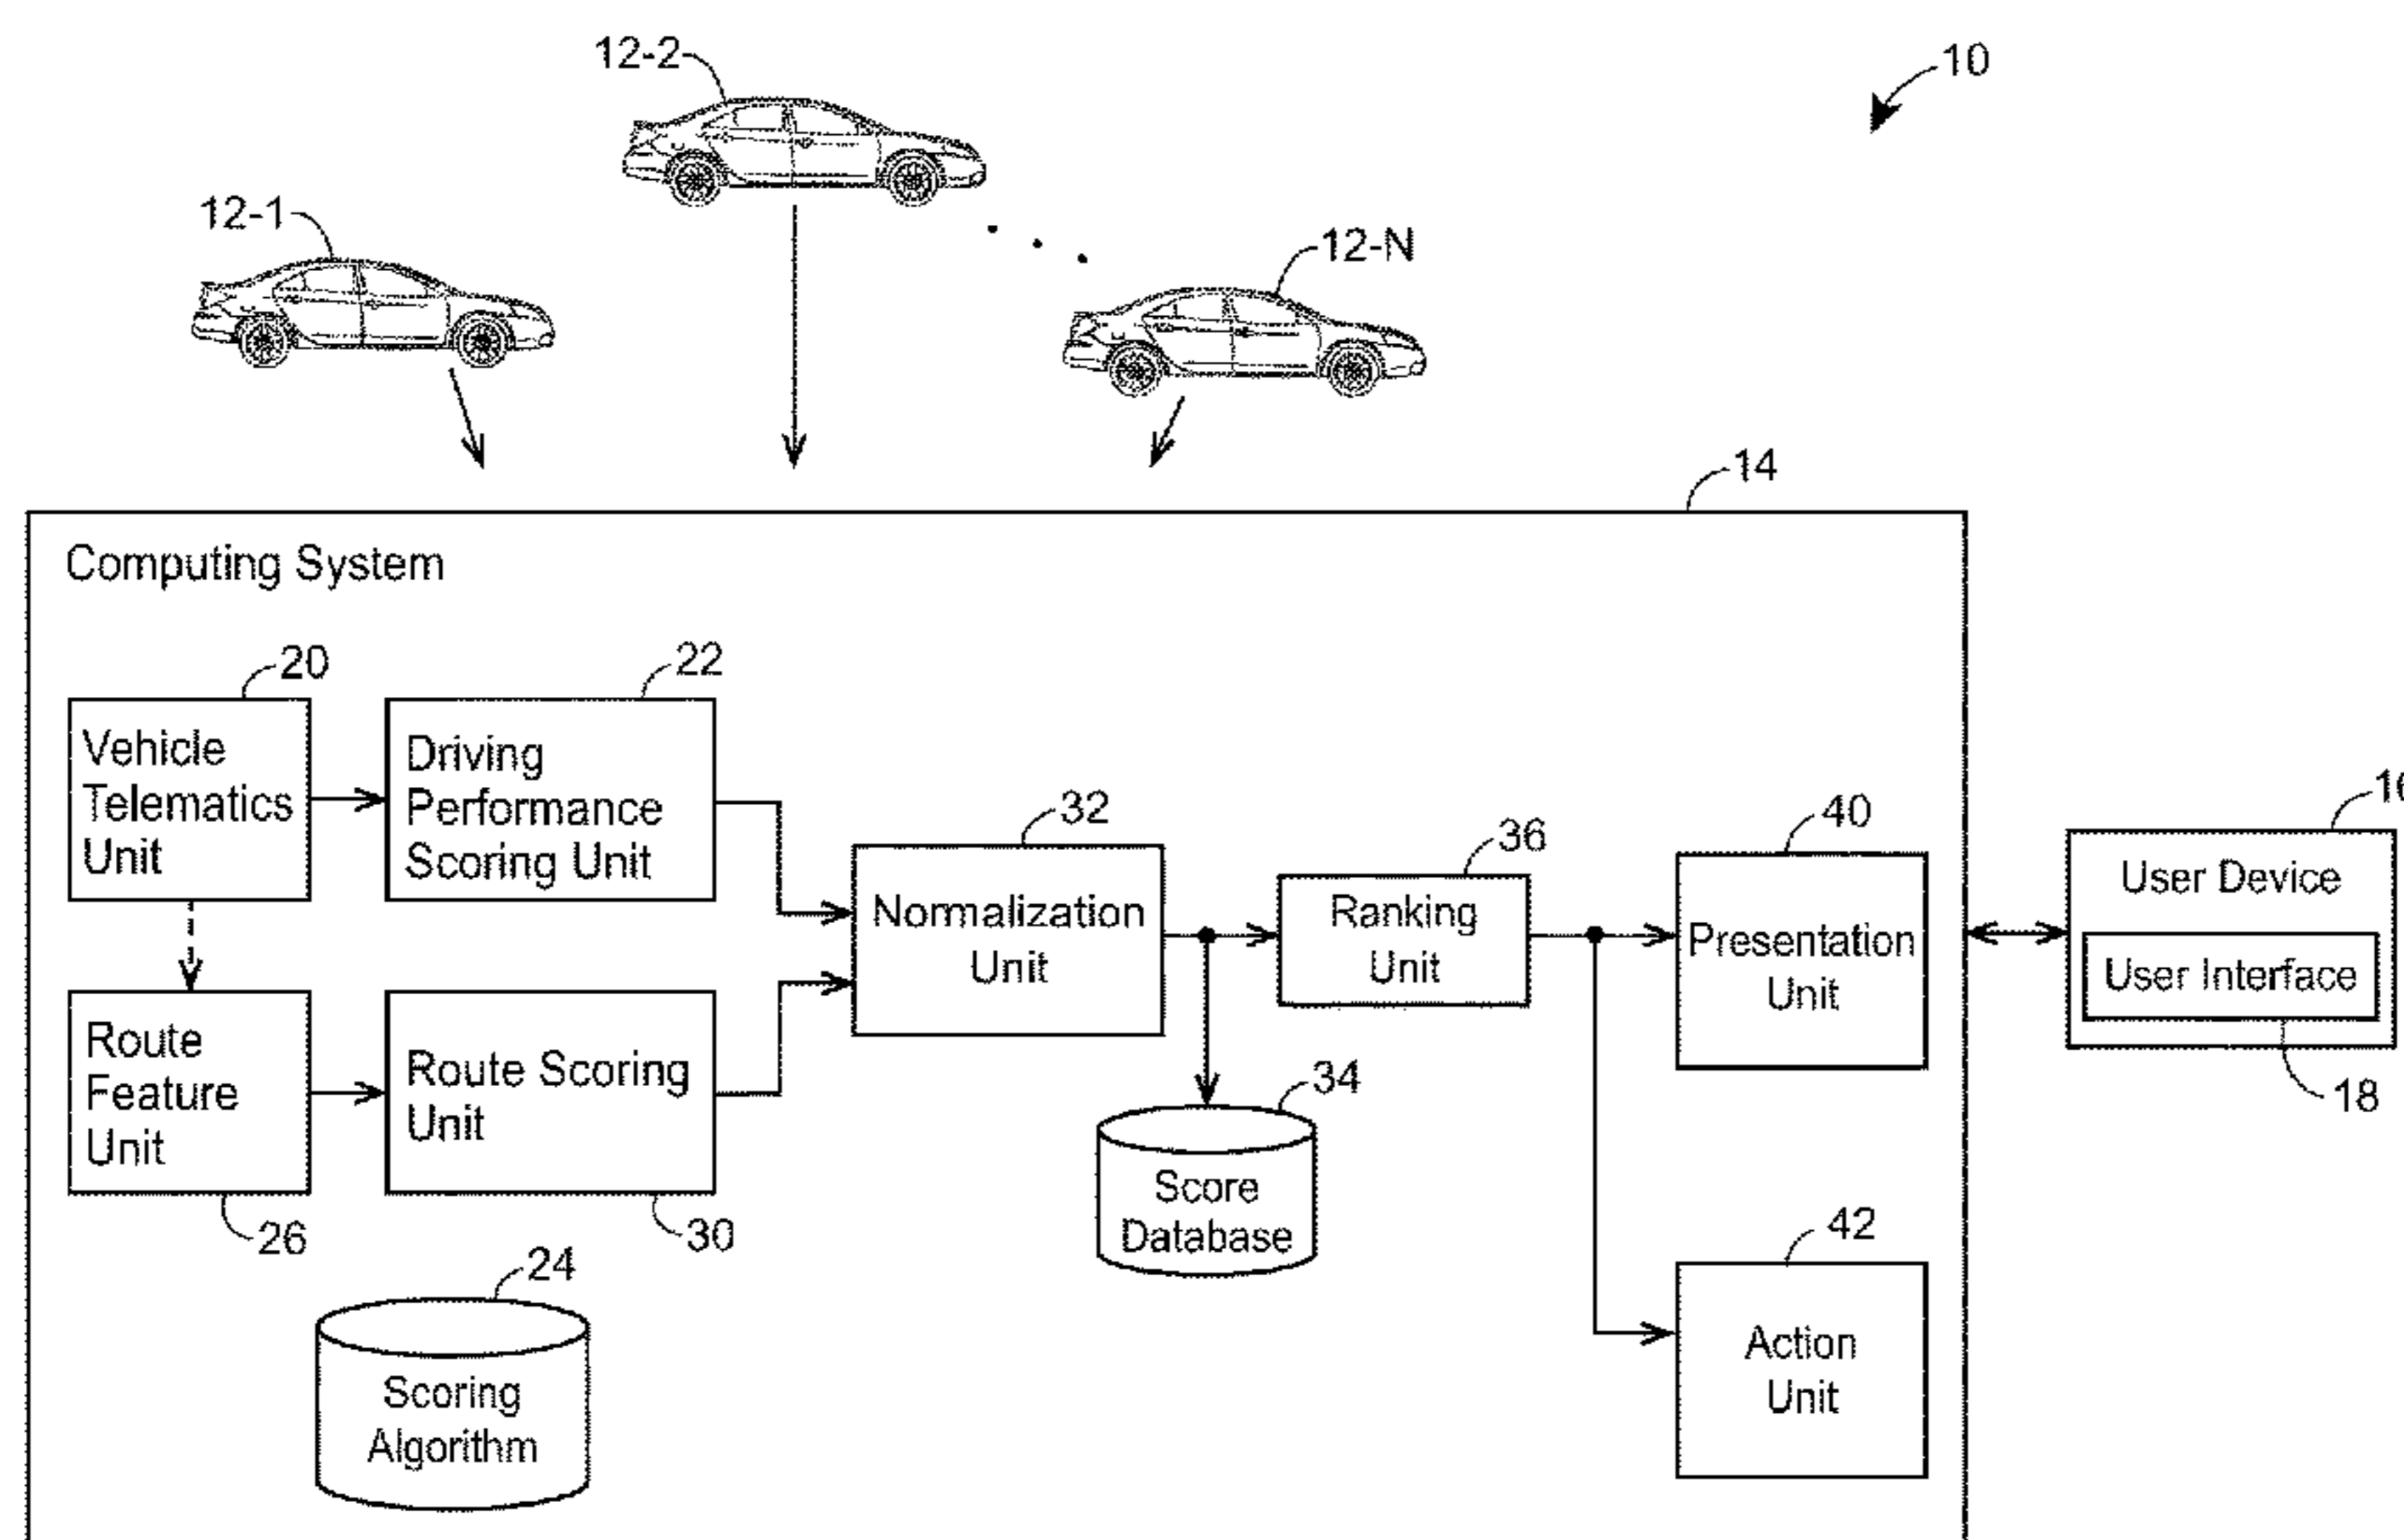 12-2
10
12-1
12-N
14
Computing System
20
22
Vehicle
Telematics
Unit
Driving
Performance
Scoring Unit
32
36
40
16
Normalization
Unit
Ranking
Unit
Presentation
Unit
User Device
User Interface
18
Route
Feature
Unit
Route Scoring
Unit
34
Score
Database
26
30
24
Scoring
Algorithm
42
Action
Unit